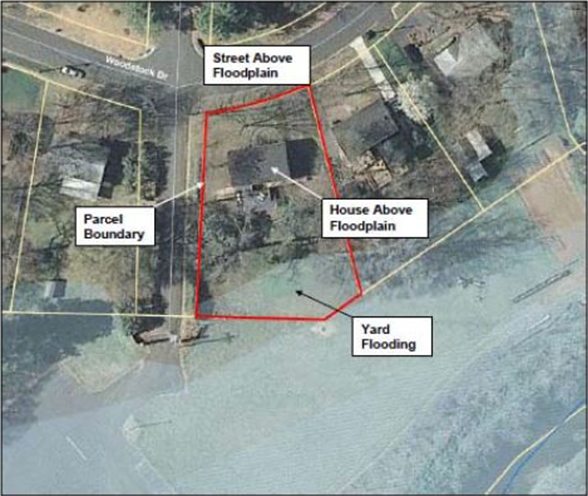 Woodstock Dr
Street Above
Floodplain
Parcel
Boundary
House Above
Floodplain
Yard
Flooding